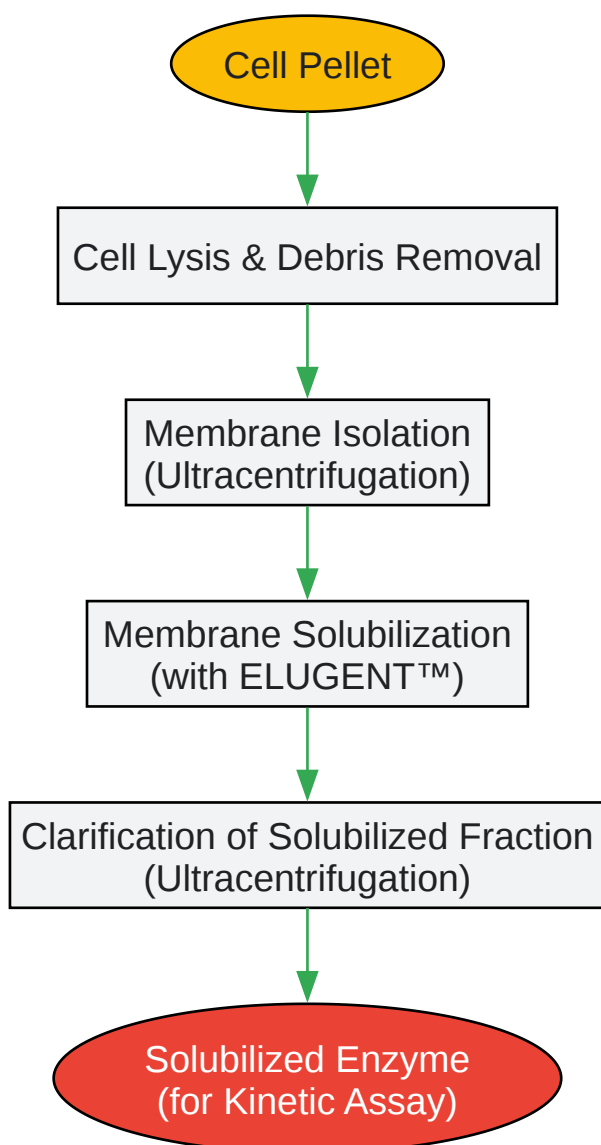 Cell Pellet
Cell Lysis & Debris Removal
Membrane Isolation
(Ultracentrifugation)
Membrane Solubilization
(with ELUGENT™)
Clarification of Solubilized Fraction
(Ultracentrifugation)
Solubilized Enzyme
(for Kinetic Assay)